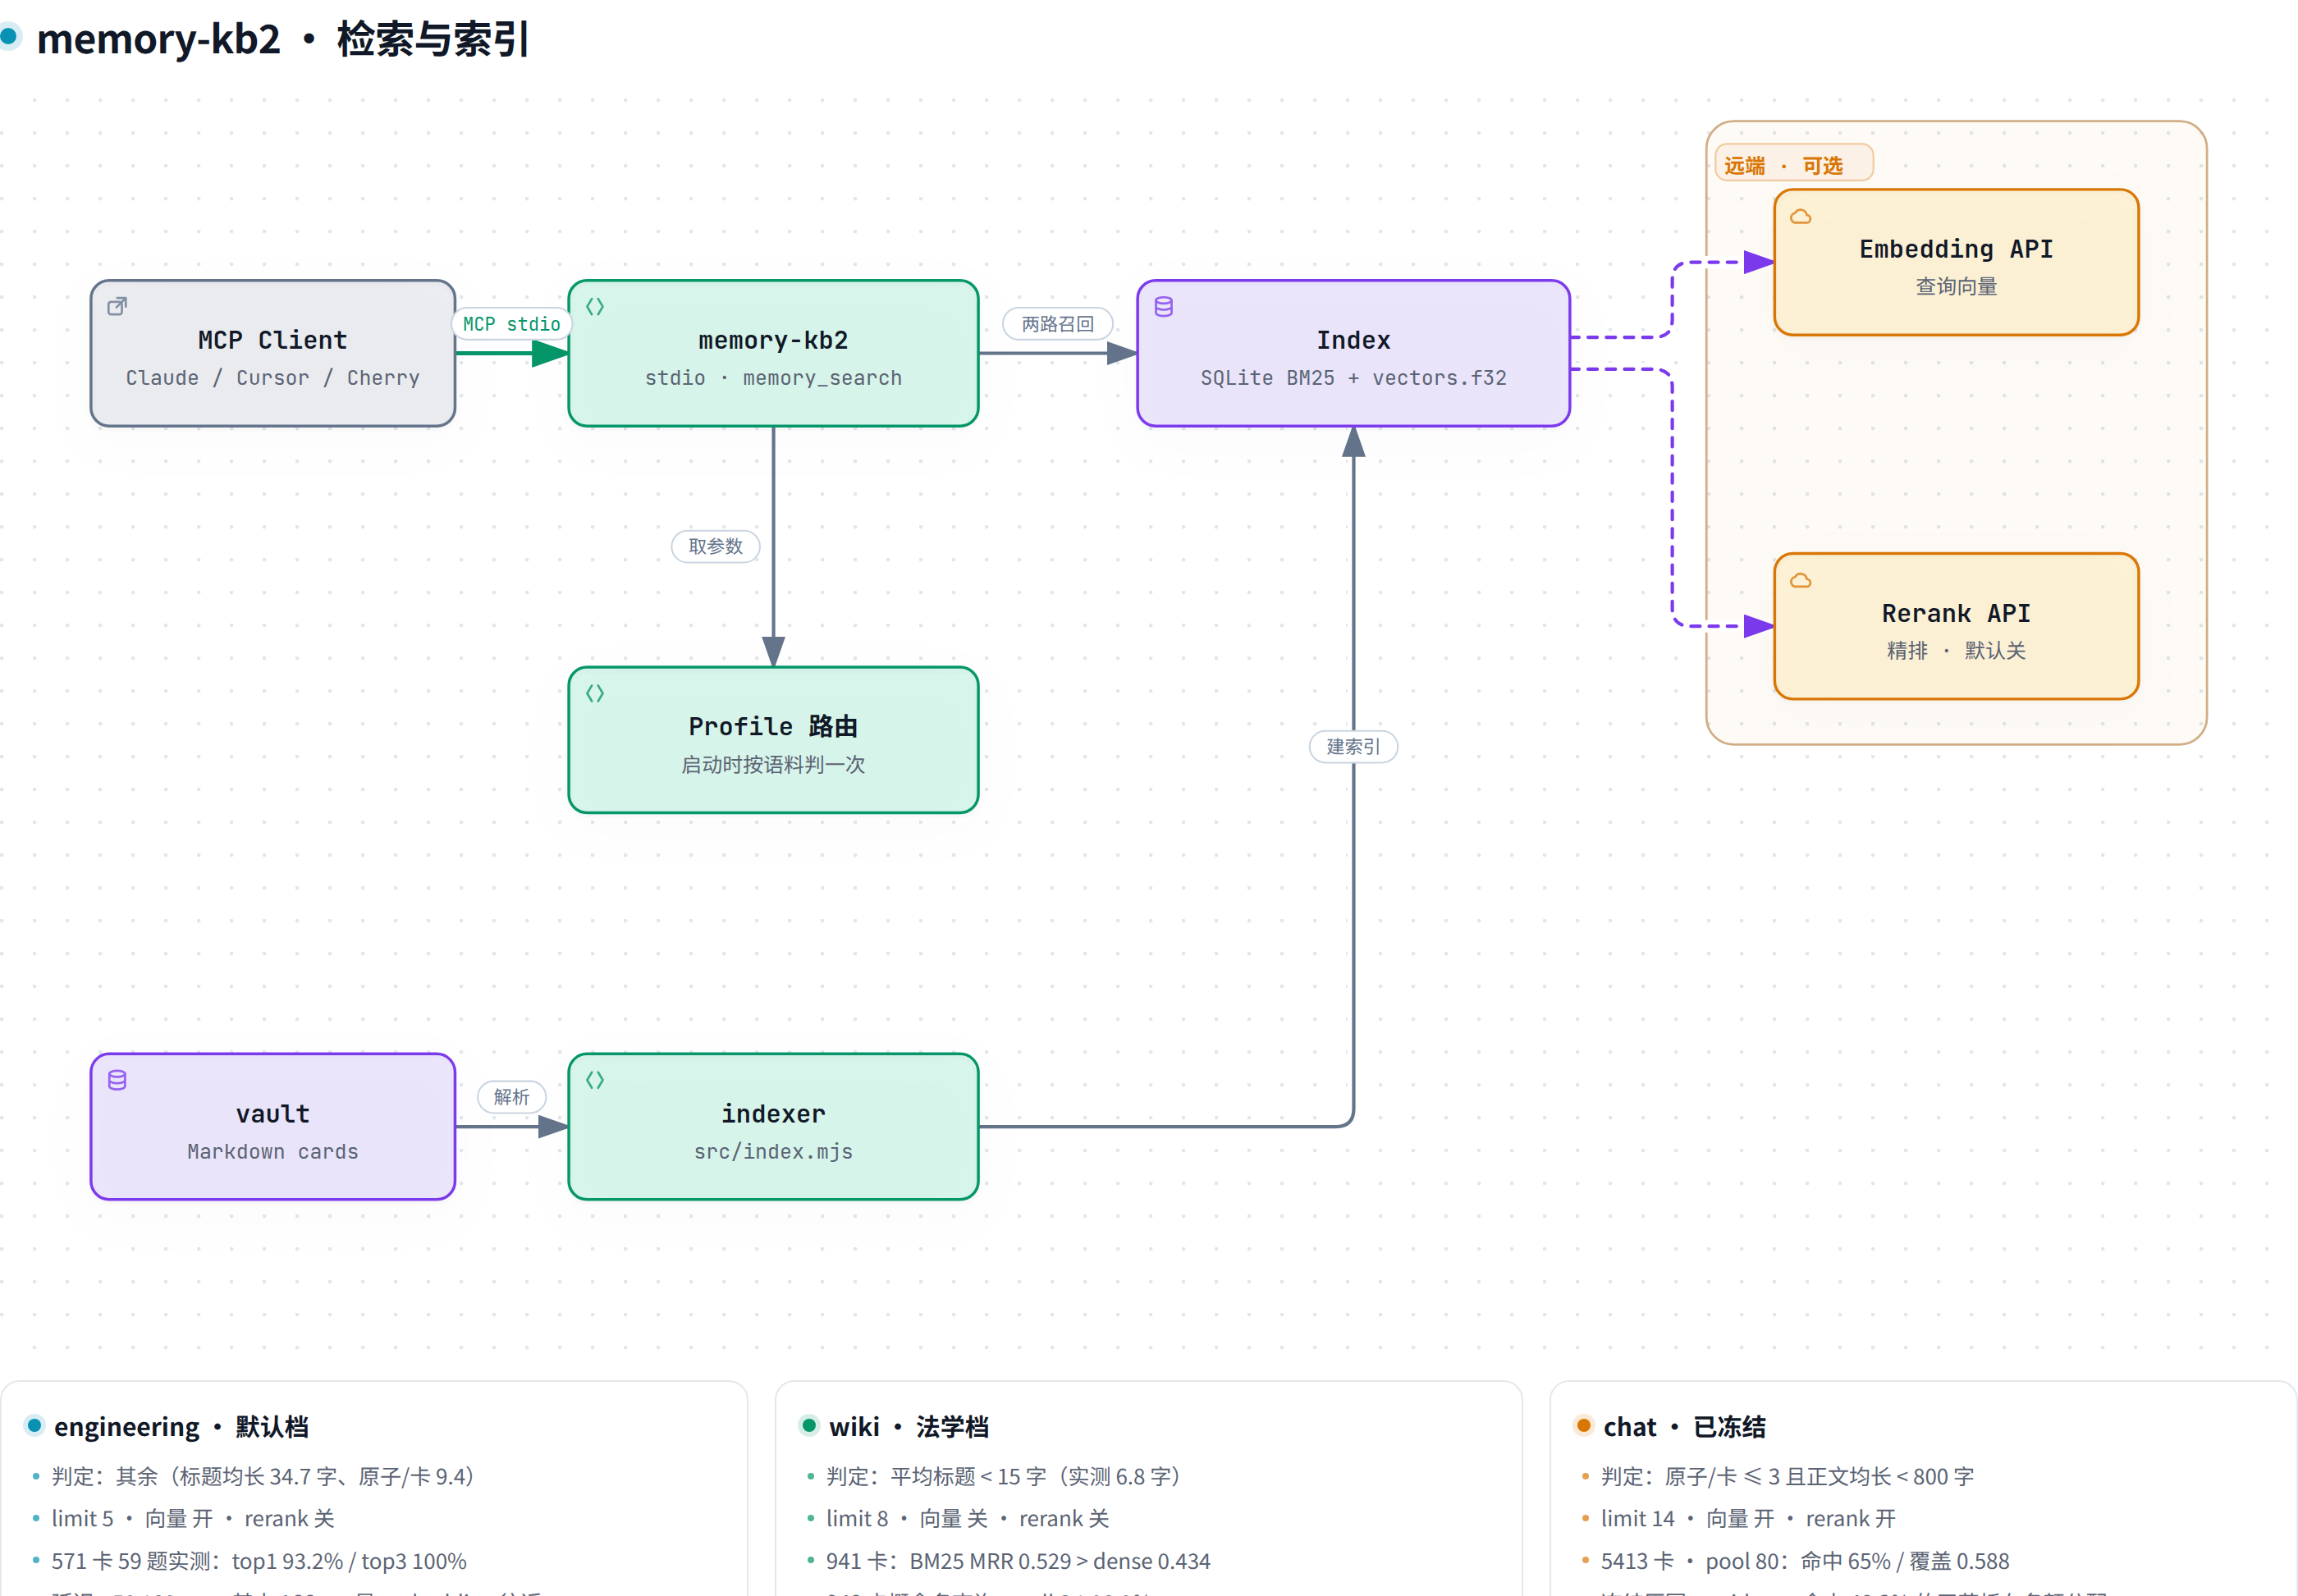 memory-kb2 · 检索与索引
远端 · 可选
Embedding API
查询向量
MCP Client
Claude / Cursor / Cherry
MCP stdio
memory-kb2
stdio · memory_search
两路召回
Index
SQLite BM25 + vectors.f32
取参数
Rerank API
精排 · 默认关
Profile 路由
启动时按语料判一次
建索引
vault
Markdown cards
解析
indexer
src/index.mjs
engineering · 默认档
判定：其余（标题均长 34.7 字、原子/卡 9.4）
limit 5 · 向量 开 · rerank 关
571 卡 59 题实测：top1 93.2% / top3 100%
wiki · 法学档
判定：平均标题 < 15 字（实测 6.8 字）
limit 8 · 向量 关 · rerank 关
941 卡：BM25 MRR 0.529 > dense 0.434
chat · 已冻结
判定：原子/卡 ≤ 3 且正文均长 < 800 字
limit 14 · 向量 开 · rerank 开
5413 卡 · pool 80：命中 65% / 覆盖 0.588